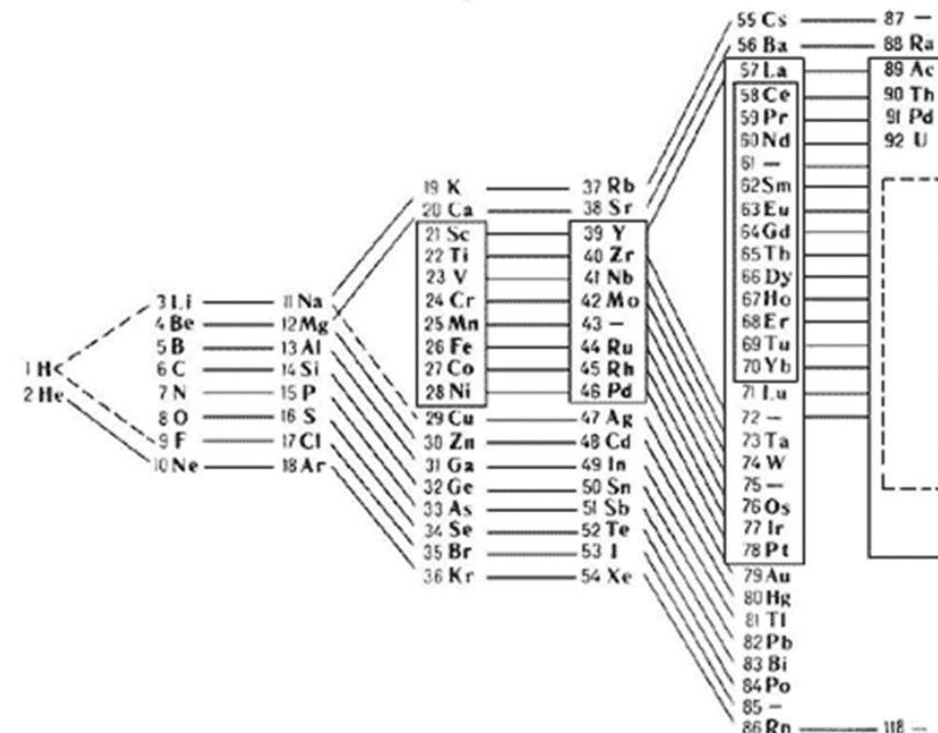 1 H
2 He
3 Li
4 Be
5 B
6 C
7 N
8 O
9 F
10 Ne
11 Na
12 Mg
13 Al
14 Si
15 P
16 S
17 Cl
18 Ar
19 K
20 Ca
21 Sc
22 Ti
23 V
24 Cr
25 Mn
26 Fe
27 Co
28 Ni
29 Cu
30 Zn
31 Ga
32 Ge
33 As
34 Se
35 Br
36 Kr
37 Rb
38 Sr
39 Y
40 Zr
41 Nb
42 Mo
43 –
44 Ru
45 Rh
46 Pd
47 Ag
48 Cd
49 In
50 Sn
51 Sb
52 Te
53 I
54 Xe
55 Cs
56 Ba
57 La
58 Ce
59 Pr
60 Nd
61 –
62 Sm
63 Eu
64 Gd
65 Tb
66 Dy
67 Ho
68 Er
69 Tu
70 Yb
71 Lu
72 –
73 Ta
74 W
75 –
76 Os
77 Ir
78 Pt
79 Au
80 Hg
81 Tl
82 Pb
83 Bi
84 Po
85 –
86 Rn
87 –
88 Ra
89 Ac
90 Th
91 Pd
92 U
118 –